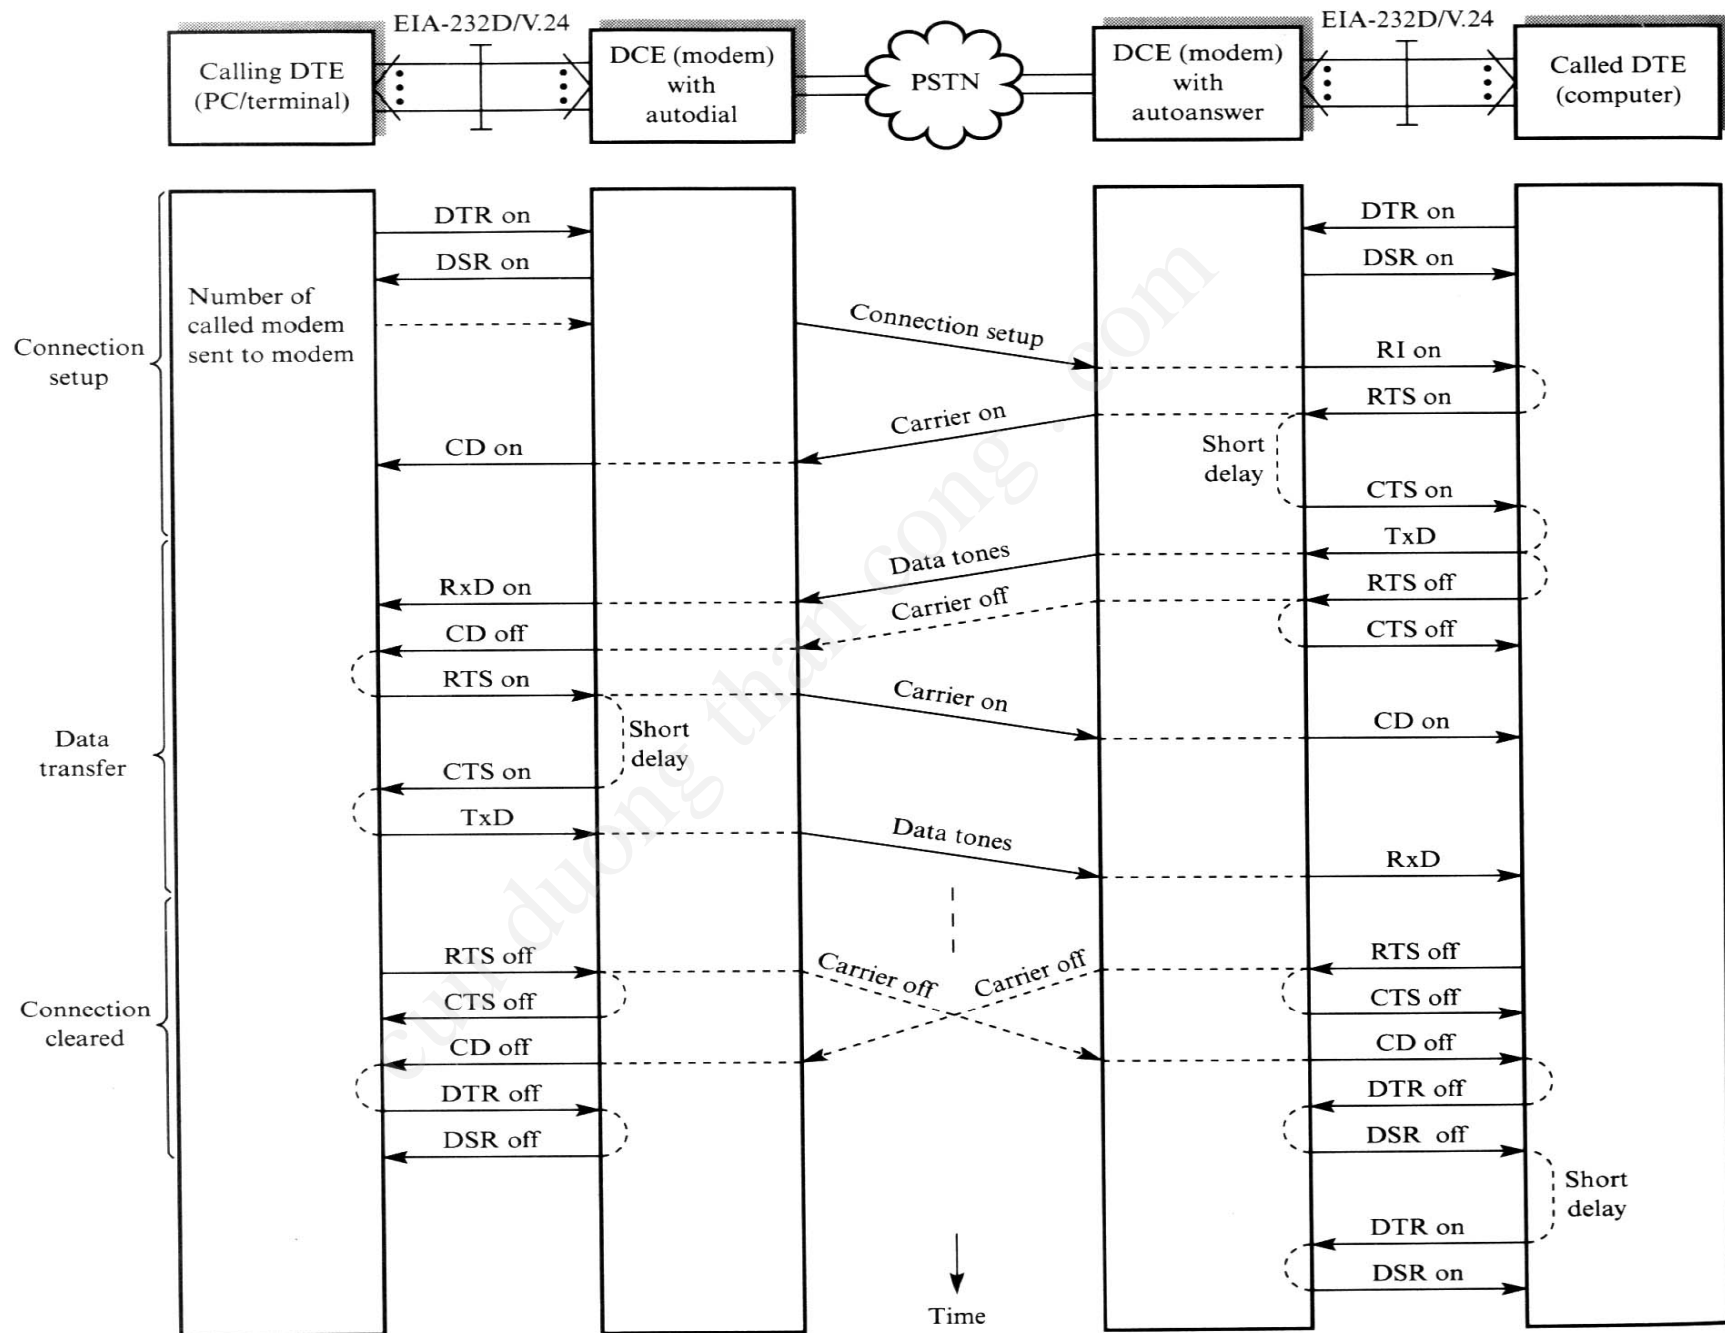 EIA-232D/V.24
EIA-232D/V.24
Calling DTE
(PC/terminal)
DCE (modem)
with
autodial
PSTN
DCE (modem)
with
autoanswer
Called DTE
(computer)
DTR on
DTR on
DSR on
DSR on
Number of
called modem
sent to modem
Connection setup
Connection
setup
RI on
RTS on
Carrier on
CD on
Short
delay
CTS on
TxD
Data tones
RxD on
RTS off
Carrier off
CD off
CTS off
RTS on
Carrier on
CD on
Short
delay
Data
transfer
CTS on
TxD
Data tones
RxD
RTS off
Carrier off
Carrier off
RTS off
CTS off
CTS off
Connection
cleared
CD off
CD off
DTR off
DTR off
DSR off
DSR off
Short
delay
DTR on
DSR on
Time
cuu duong than cong . com